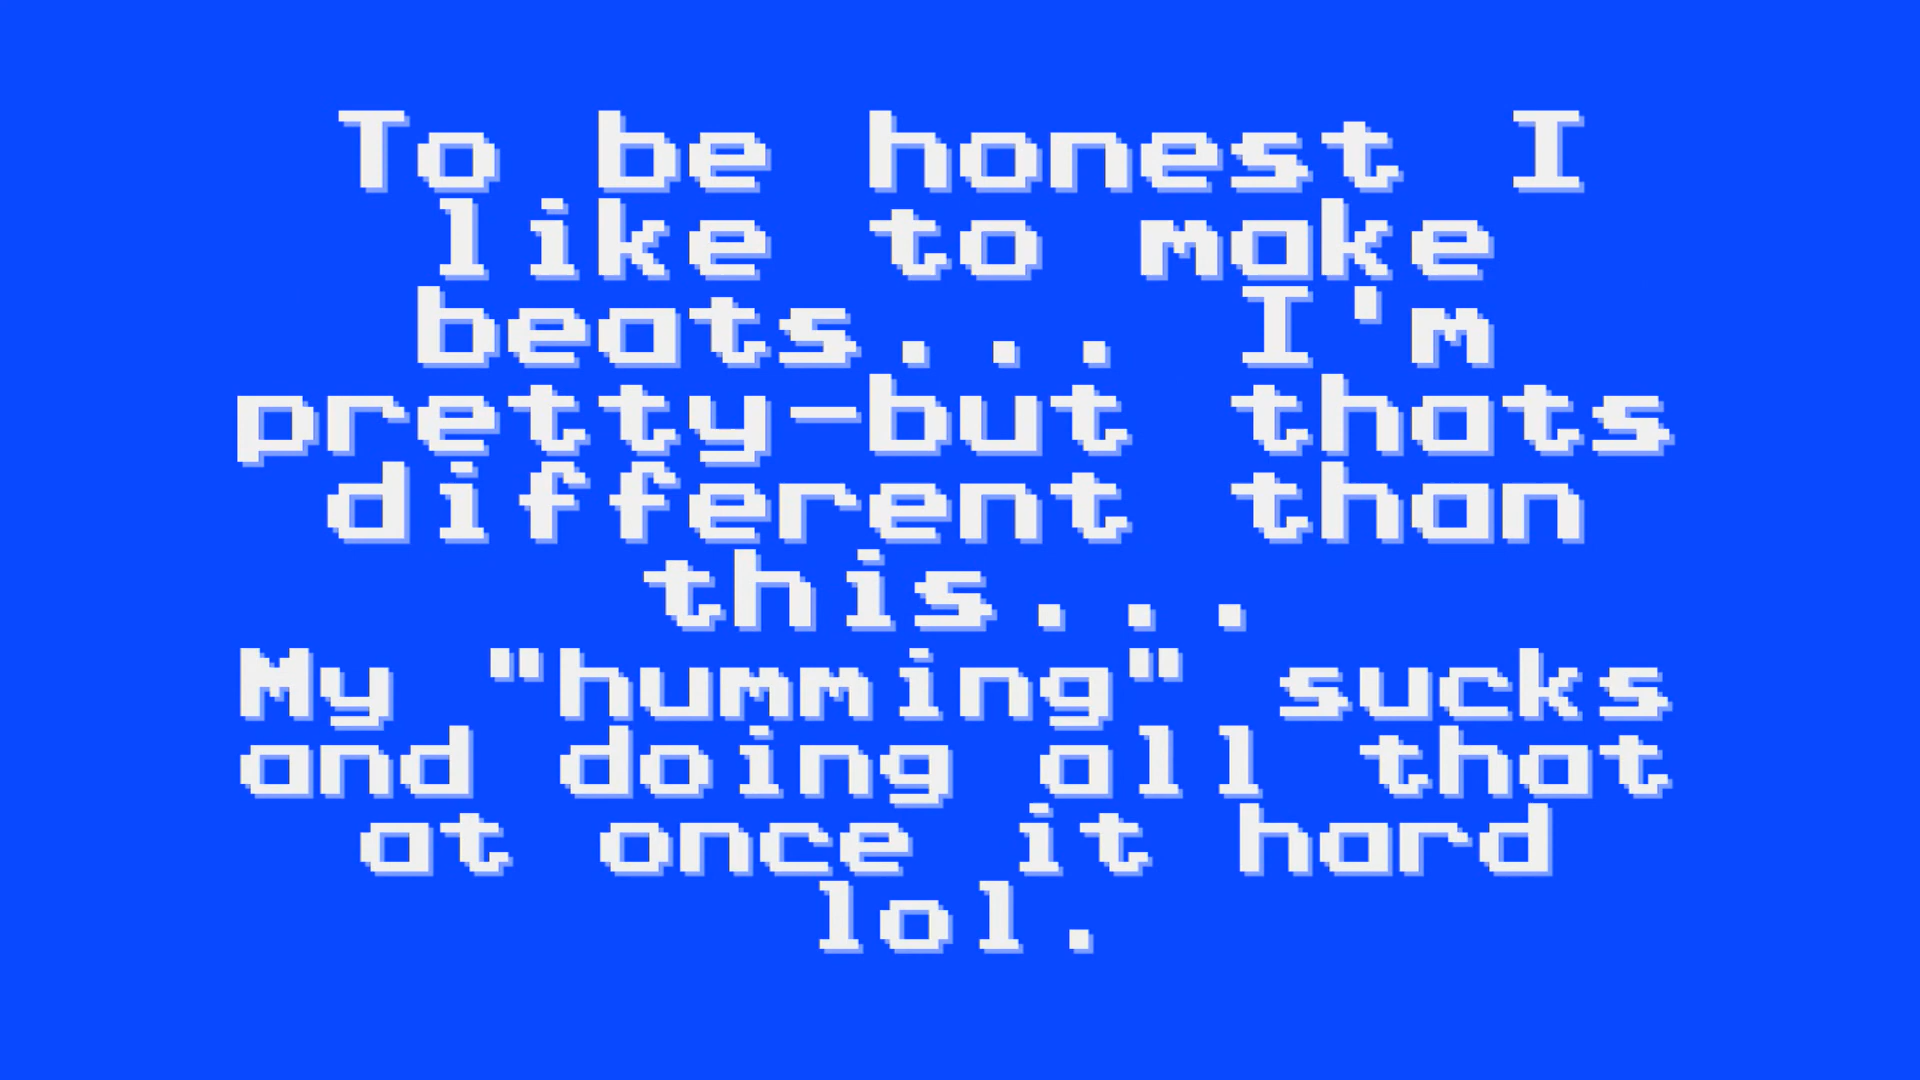 To be honest I
like to make
beats... I'm
pretty-but thats
different than
this...
My "humming" sucks
and doing all that
at once it hard
lol.